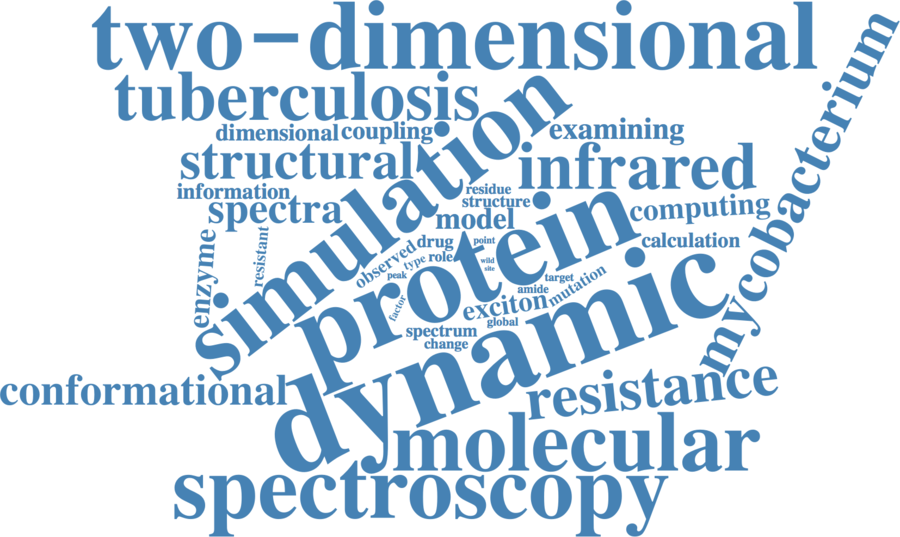 two-dimensional
tuberculosis
mycobacterium
simulation
dimensional
coupling
examining
structural
infrared
information
residue
structure
spectra
model
protein
computing
enzyme
resistant
observed
drug
point
calculation
type
role
wild
site
peak
target
amide
mutation
factor
exciton
global
dynamic
spectrum
change
conformational
resistance
molecular
spectroscopy